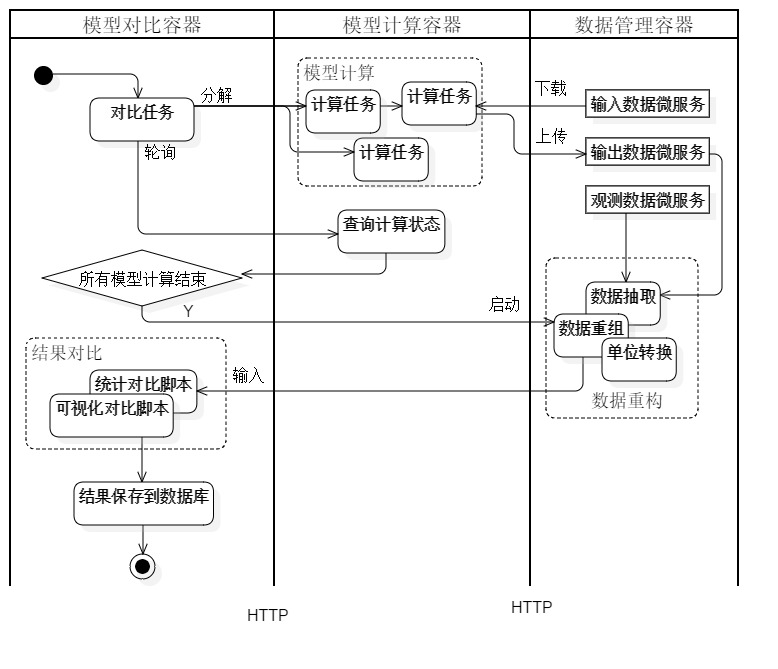 模型对比容器
模型计算容器
数据管理容器
模型计算
下载
分解
计算任务
计算任务
输入数据微服务
对比任务
上传
轮询
计算任务
输出数据微服务
观测数据微服务
查询计算状态
所有模型计算结束
数据抽取
Y
启动
数据重组
结果对比
单位转换
输入
统计对比脚本
可视化对比脚本
数据重构
结果保存到数据库
HTTP
HTTP